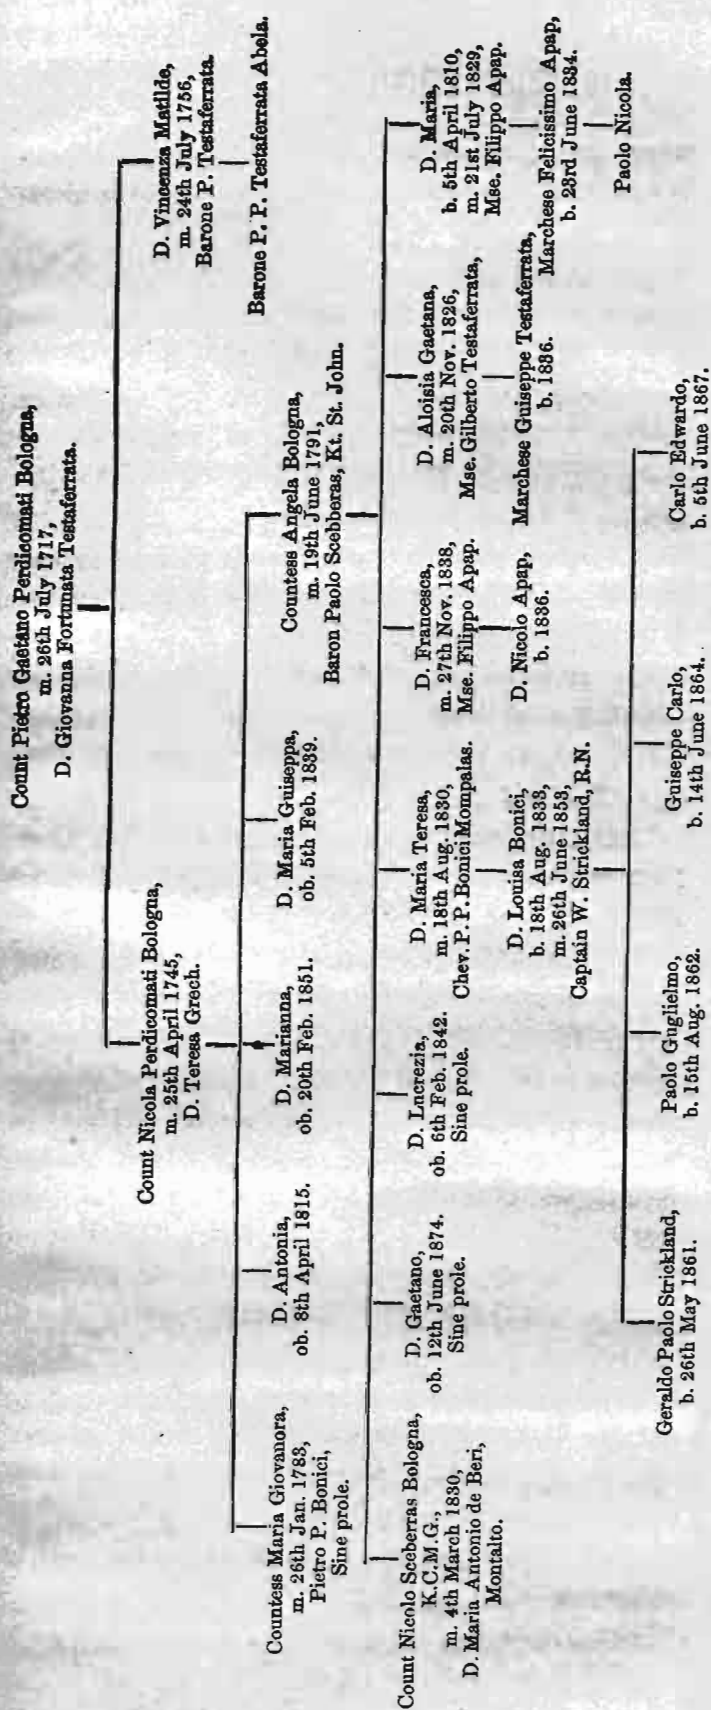 Count Pietro Gaetano Perdicomati Bologna,
m. 26th July 1717,
D. Giovanna Fortunata Testaferrata.
Count Nicola Perdicomati Bologna,
m. 25th April 1745,
D. Teresa Grech.
D. Vincenza Matilde,
m. 24th July 1756,
Barone P. Testaferrata.
Barone P. P. Testaferrata Abela.
Countess Maria Giovanora,
m. 26th Jan. 1783,
Pietro P. Bonici,
Sine prole.
D. Antonia,
ob. 8th April 1815.
D. Marianna,
ob. 20th Feb. 1851.
D. Maria Guiseppa,
ob. 5th Feb. 1839.
Countess Angela Bologna,
m. 19th June 1791,
Baron Paolo Scebberas, Kt. St. John.
Count Nicolo Sceberras Bologna,
K.C.M.G.,
m. 4th March 1830,
D. Maria Antonio de Beri,
Montalto.
D. Gaetano,
ob. 12th June 1874.
Sine prole.
D. Lucrezia,
ob. 6th Feb. 1842.
Sine prole.
D. Maria Teresa,
m. 18th Aug. 1830,
Chev. P. P. Bonici Mompalas.
D. Louisa Bonici,
b. 18th Aug. 1833,
m. 26th June 1853,
Captain W. Strickland, R.N.
D. Francesca,
m. 27th Nov. 1838,
Mse. Filippo Apap.
D. Nicolo Apap,
b. 1836.
D. Aloisia Gaetana,
m. 20th Nov. 1826,
Mse. Gilberto Testaferrata,
Marchese Guiseppe Testaferrata,
b. 1836.
D. Maria,
b. 5th April 1810,
m. 21st July 1829,
Mse. Filippo Apap.
Marchese Felicissimo Apap,
b. 23rd June 1834.
Paolo Nicola.
Geraldo Paolo Strickland,
b. 26th May 1861.
Paolo Guglielmo,
b. 15th Aug. 1862.
Guiseppe Carlo,
b. 14th June 1864.
Carlo Edwardo,
b. 5th June 1867.